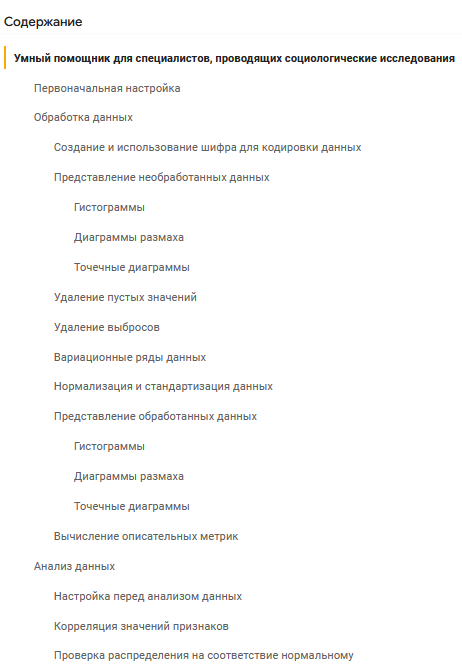 Содержание
Умный помощник для специалистов, проводящих социологические исследования
Первоначальная настройка
Обработка данных
Создание и использование шифра для кодировки данных
Представление необработанных данных
Гистограммы
Диаграммы размаха
Точечные диаграммы
Удаление пустых значений
Удаление выбросов
Вариационные ряды данных
Нормализация и стандартизация данных
Представление обработанных данных
Гистограммы
Диаграммы размаха
Точечные диаграммы
Вычисление описательных метрик
Анализ данных
Настройка перед анализом данных
Корреляция значений признаков
Проверка распределения на соответствие нормальному